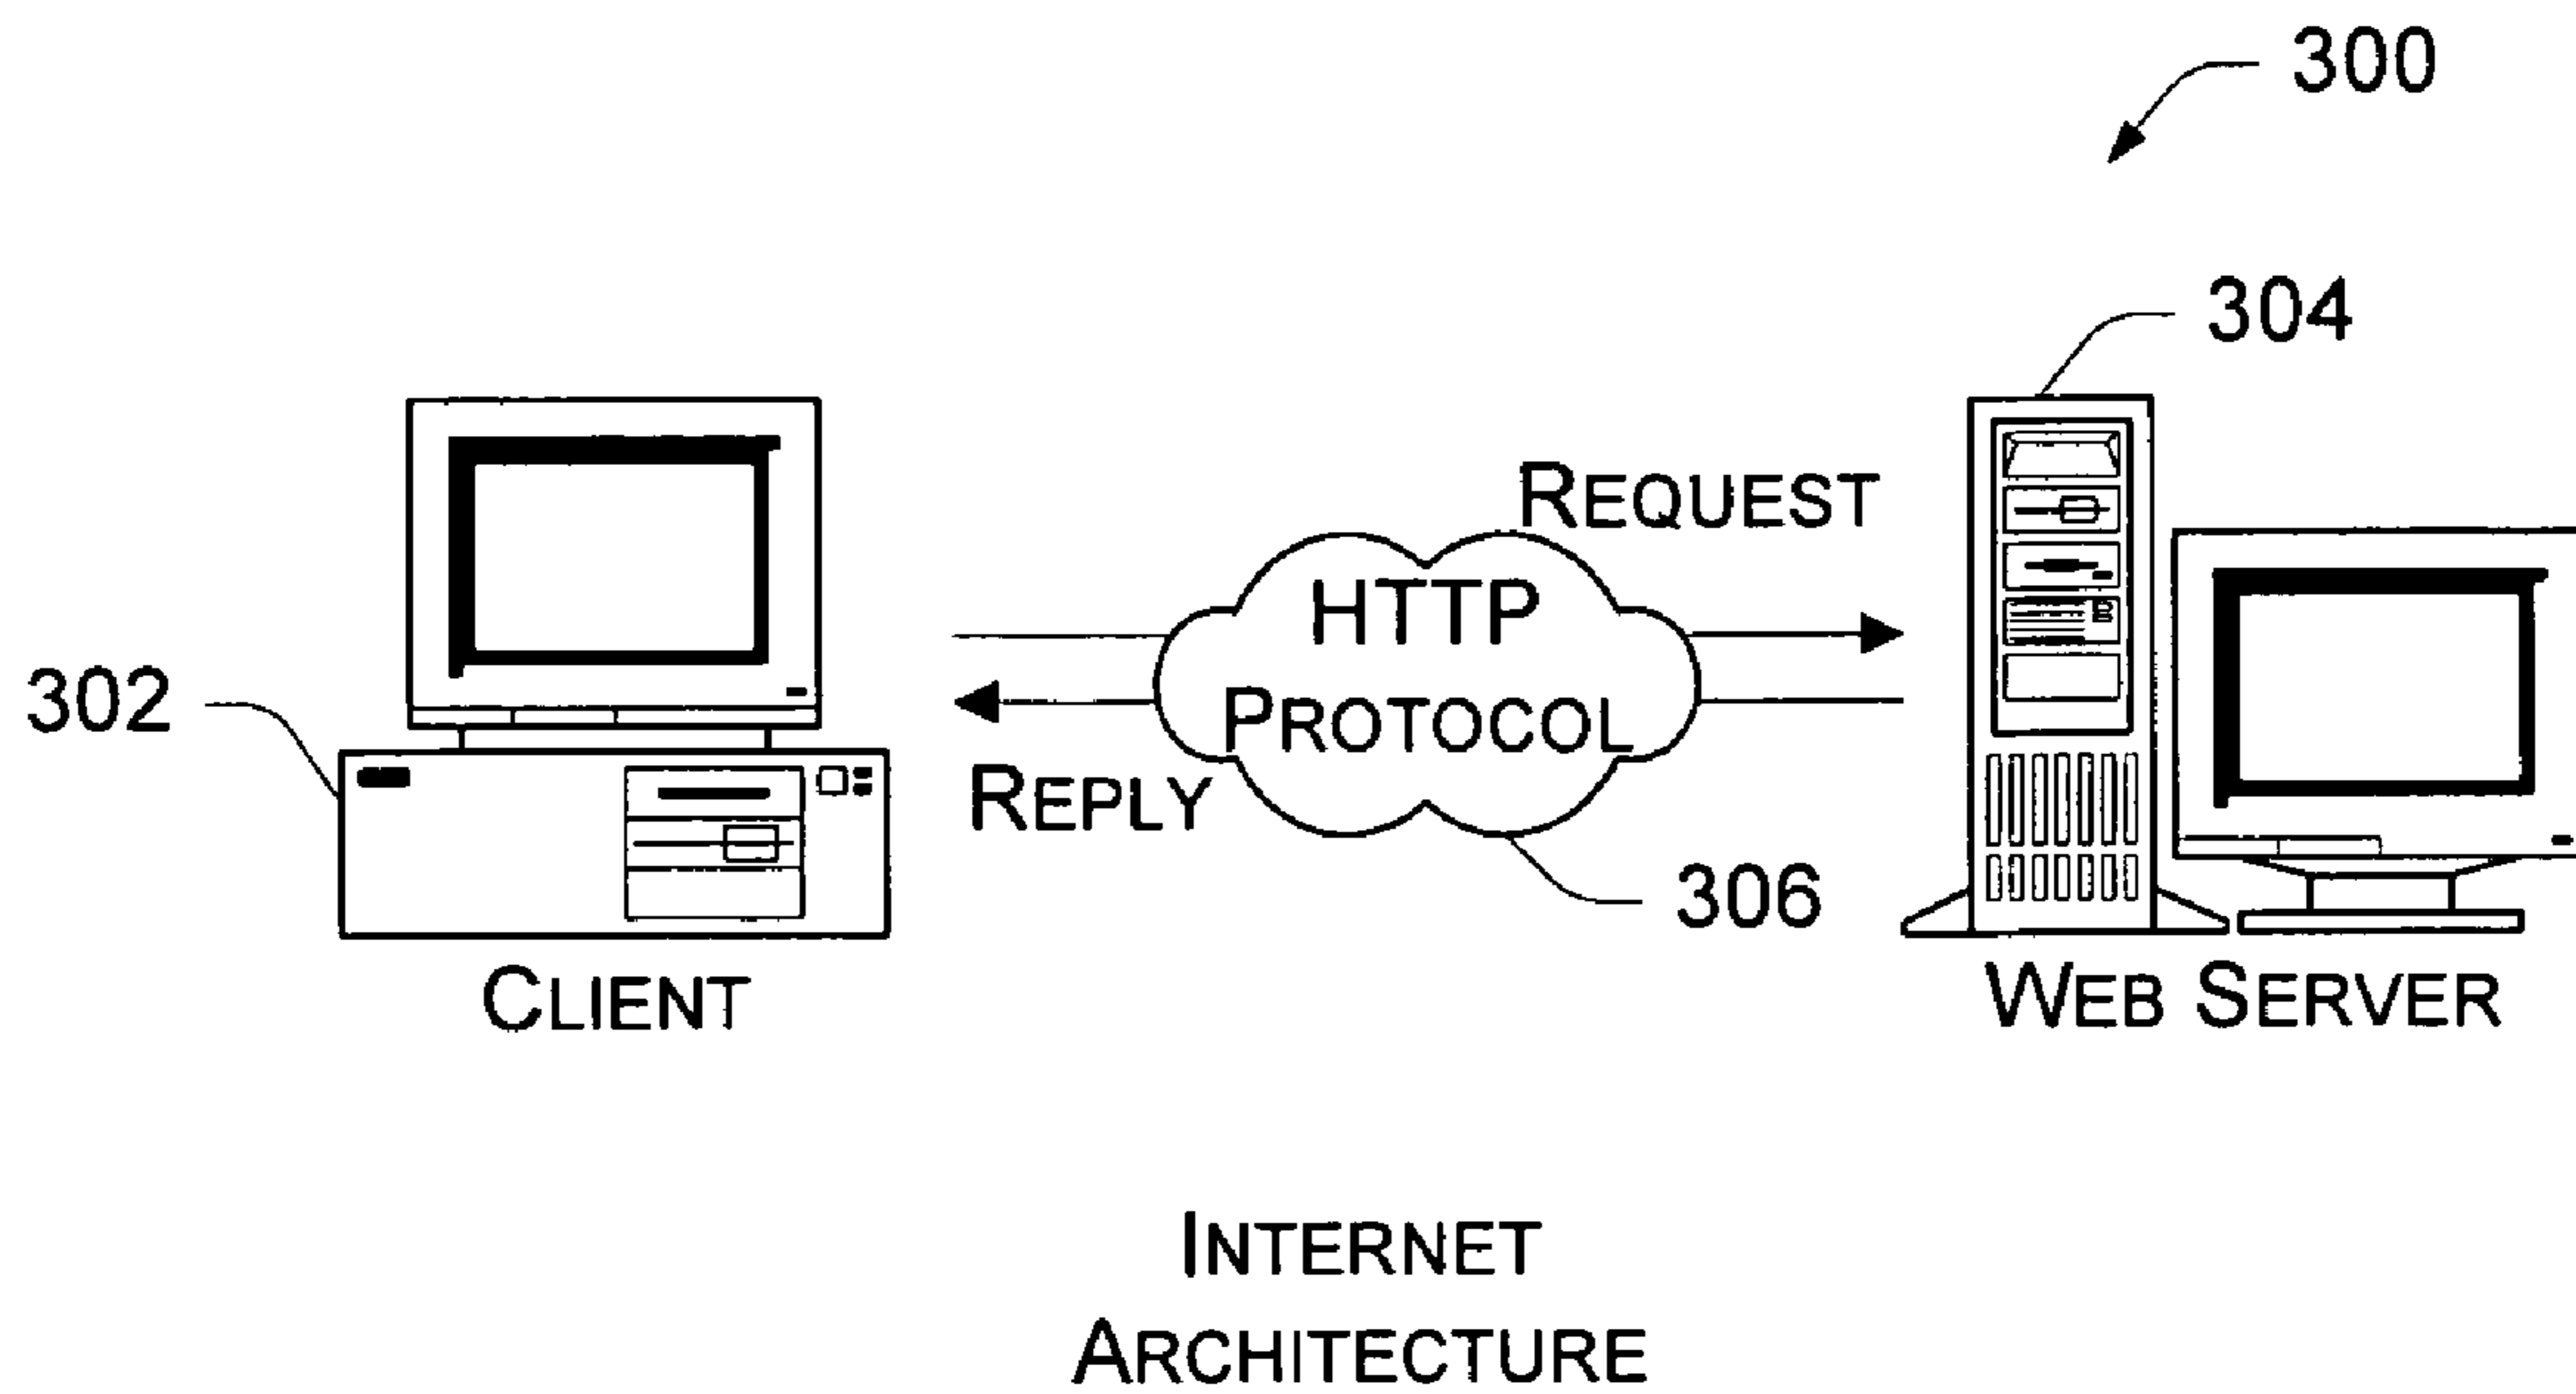 300
304
REQUEST
HTTP
PROTOCOL
302
REPLY
306
CLIENT
WEB SERVER
INTERNET
ARCHITECTURE